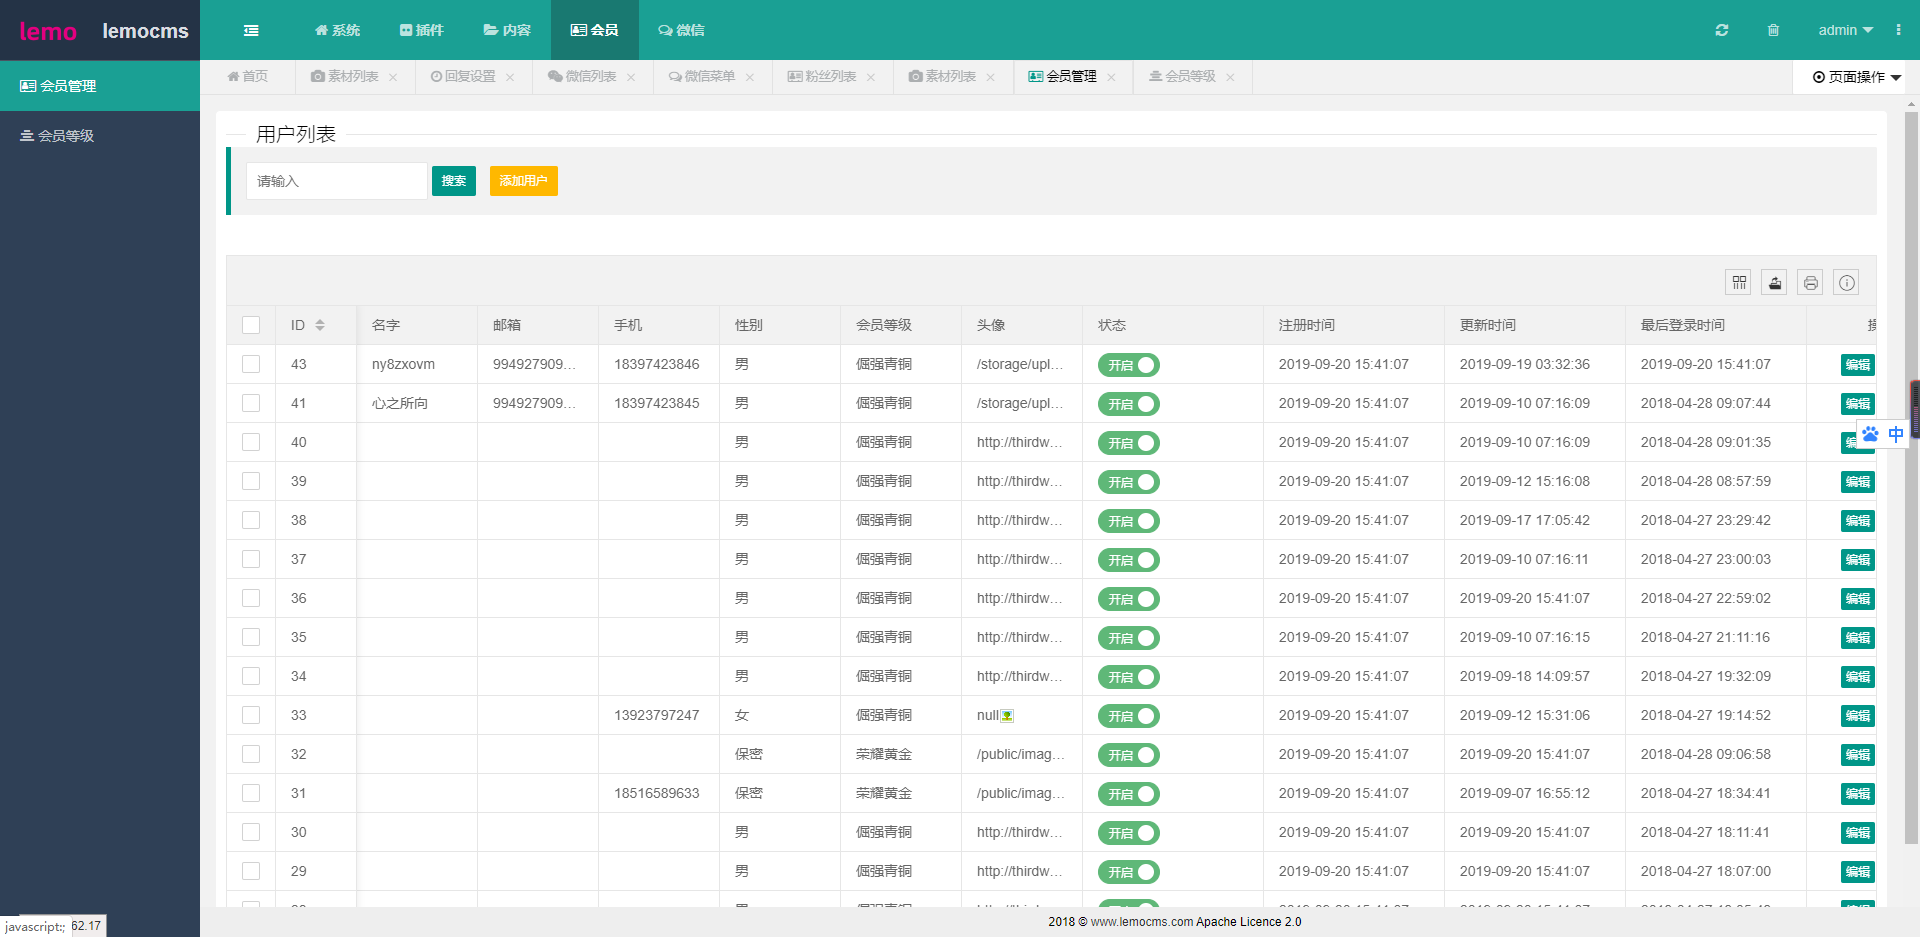 lemo lemocms 系统 插件 内容 会员 微信 admin
首页 素材列表 回复设置 微信列表 微信菜单 粉丝列表 素材列表 会员管理 会员等级 页面操作
会员管理
会员等级
用户列表
请输入 搜索 添加用户
ID 名字 邮箱 手机 性别 会员等级 头像 状态 注册时间 更新时间 最后登录时间
43 ny8zxovm 994927909... 18397423846 男 倔强青铜 /storage/upl... 开启 2019-09-20 15:41:07 2019-09-19 03:32:36 2019-09-20 15:41:07 编辑
41 心之所向 994927909... 18397423845 男 倔强青铜 /storage/upl... 开启 2019-09-20 15:41:07 2019-09-10 07:16:09 2018-04-28 09:07:44 编辑
40 男 倔强青铜 http://thirdw... 开启 2019-09-20 15:41:07 2019-09-10 07:16:09 2018-04-28 09:01:35 中
39 男 倔强青铜 http://thirdw... 开启 2019-09-20 15:41:07 2019-09-12 15:16:08 2018-04-28 08:57:59 编辑
38 男 倔强青铜 http://thirdw... 开启 2019-09-20 15:41:07 2019-09-17 17:05:42 2018-04-27 23:29:42 编辑
37 男 倔强青铜 http://thirdw... 开启 2019-09-20 15:41:07 2019-09-10 07:16:11 2018-04-27 23:00:03 编辑
36 男 倔强青铜 http://thirdw... 开启 2019-09-20 15:41:07 2019-09-20 15:41:07 2018-04-27 22:59:02 编辑
35 男 倔强青铜 http://thirdw... 开启 2019-09-20 15:41:07 2019-09-10 07:16:15 2018-04-27 21:11:16 编辑
34 男 倔强青铜 http://thirdw... 开启 2019-09-20 15:41:07 2019-09-18 14:09:57 2018-04-27 19:32:09 编辑
33 13923797247 女 倔强青铜 null 开启 2019-09-20 15:41:07 2019-09-12 15:31:06 2018-04-27 19:14:52 编辑
32 保密 荣耀黄金 /public/imag... 开启 2019-09-20 15:41:07 2019-09-20 15:41:07 2018-04-28 09:06:58 编辑
31 18516589633 保密 荣耀黄金 /public/imag... 开启 2019-09-20 15:41:07 2019-09-07 16:55:12 2018-04-27 18:34:41 编辑
30 男 倔强青铜 http://thirdw... 开启 2019-09-20 15:41:07 2019-09-20 15:41:07 2018-04-27 18:11:41 编辑
29 男 倔强青铜 http://thirdw... 开启 2019-09-20 15:41:07 2019-09-20 15:41:07 2018-04-27 18:07:00 编辑
javascript:; 62.17
2018 © www.lemocms.com Apache Licence 2.0